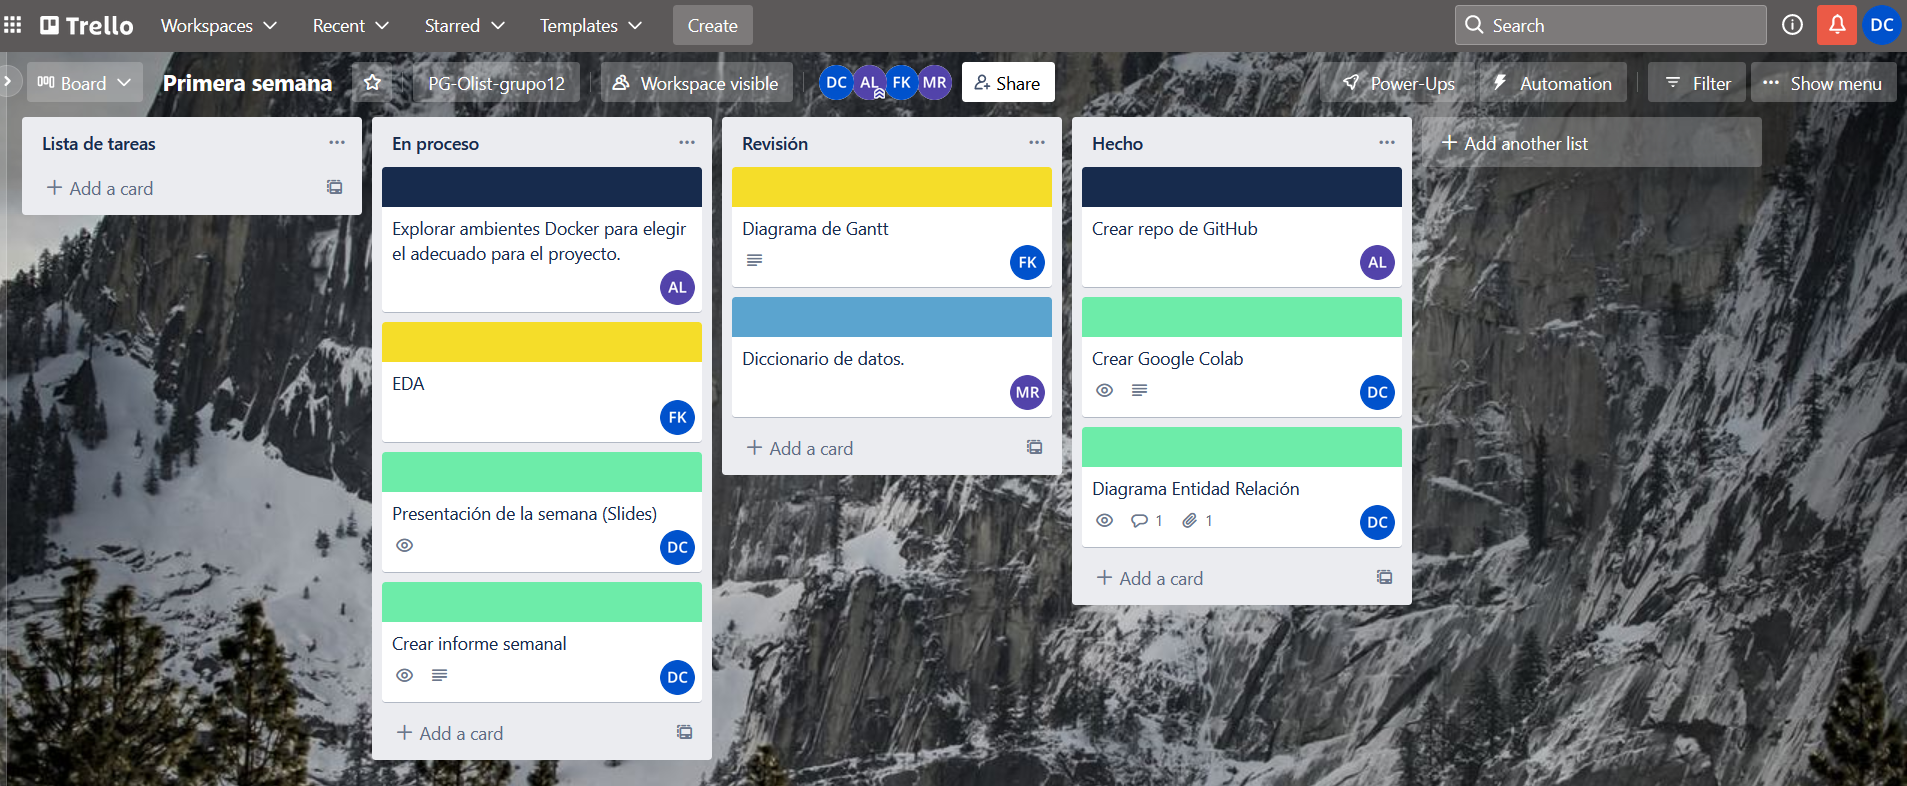 Trello Workspaces Recent Starred Templates Create Search DC
Board Primera semana PG-Olist-grupo12 Workspace visible DC AL FK MR Share Power-Ups Automation Filter Show menu
Lista de tareas
Add a card
En proceso
Explorar ambientes Docker para elegir
el adecuado para el proyecto.
AL
EDA
FK
Presentación de la semana (Slides)
DC
Crear informe semanal
DC
Add a card
Revisión
Diagrama de Gantt
FK
Diccionario de datos.
MR
Add a card
Hecho
Crear repo de GitHub
AL
Crear Google Colab
DC
Diagrama Entidad Relación
1 1 DC
Add a card
Add another list